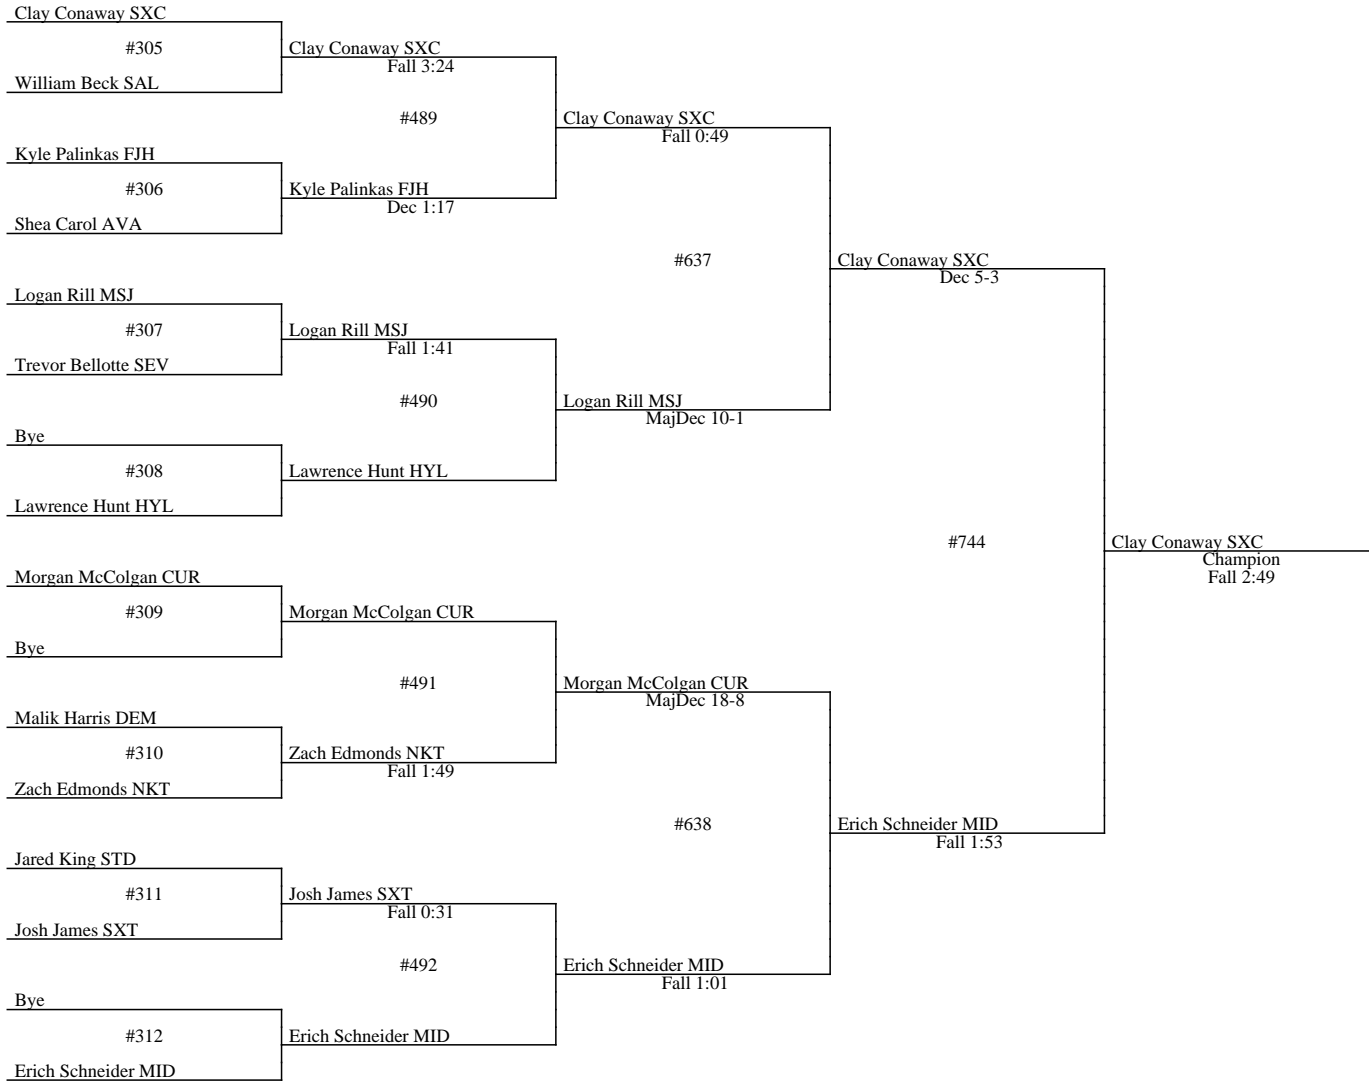 Clay Conaway SXC
#305
Clay Conaway SXC
Fall 3:24
William Beck SAL
#489
Clay Conaway SXC
Fall 0:49
Kyle Palinkas FJH
#306
Kyle Palinkas FJH
Dec 1:17
Shea Carol AVA
#637
Clay Conaway SXC
Dec 5-3
Logan Rill MSJ
#307
Logan Rill MSJ
Fall 1:41
Trevor Bellotte SEV
#490
Logan Rill MSJ
MajDec 10-1
Bye
#308
Lawrence Hunt HYL
Lawrence Hunt HYL
#744
Clay Conaway SXC
Champion
Fall 2:49
Morgan McColgan CUR
#309
Morgan McColgan CUR
Bye
#491
Morgan McColgan CUR
MajDec 18-8
Malik Harris DEM
#310
Zach Edmonds NKT
Fall 1:49
Zach Edmonds NKT
#638
Erich Schneider MID
Fall 1:53
Jared King STD
#311
Josh James SXT
Fall 0:31
Josh James SXT
#492
Erich Schneider MID
Fall 1:01
Bye
#312
Erich Schneider MID
Erich Schneider MID